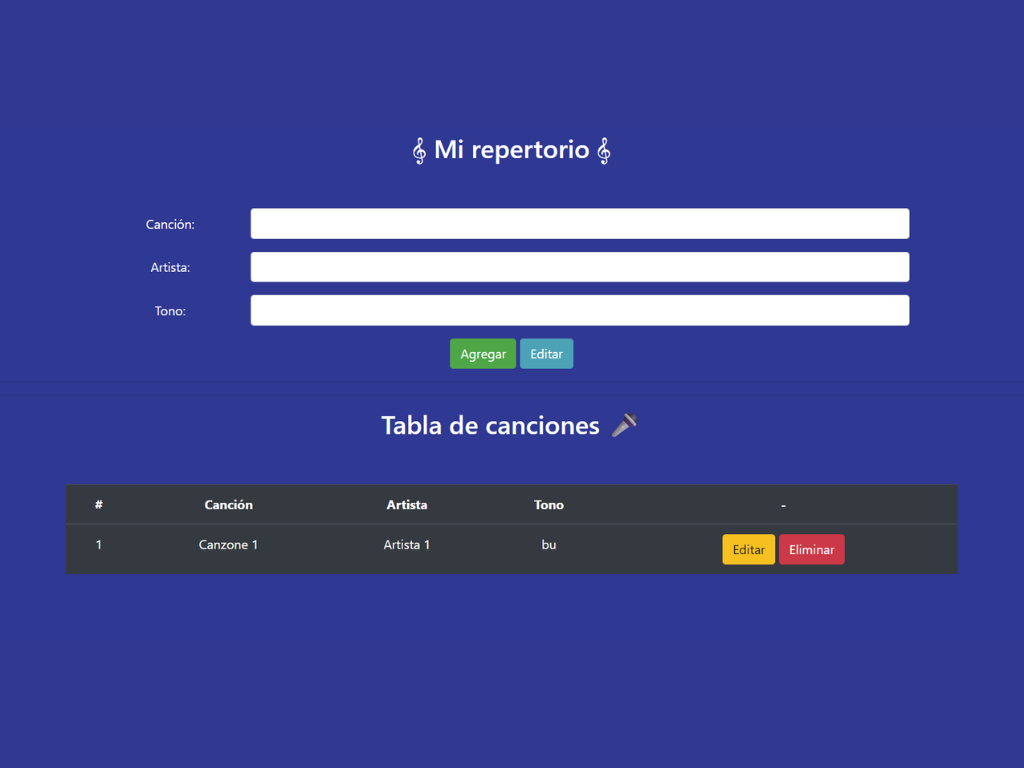 𝄞 Mi repertorio 𝄞
Canción:
Artista:
Tono:
Agregar Editar
Tabla de canciones 🎤
# Canción Artista Tono -
1 Canzone 1 Artista 1 bu Editar Eliminar